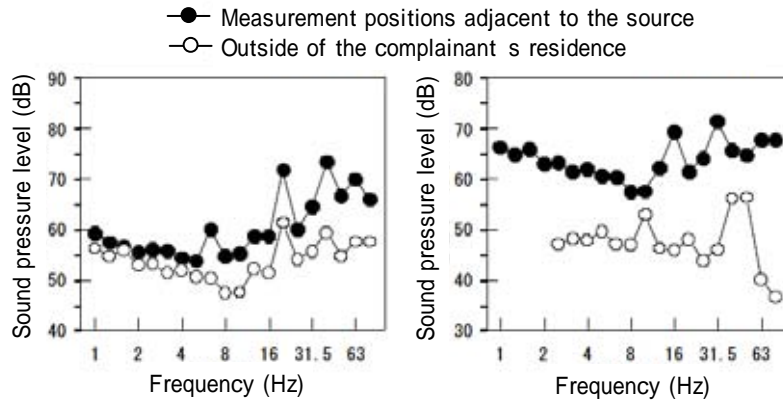 Measurement positions adjacent to the source
Outside of the complainant s residence
Sound pressure level (dB)
90
80
70
60
50
40
1 2 4 8 16 31.5 63
Frequency (Hz)
Sound pressure level (dB)
80
70
60
50
40
30
1 2 4 8 16 31.5 63
Frequency (Hz)